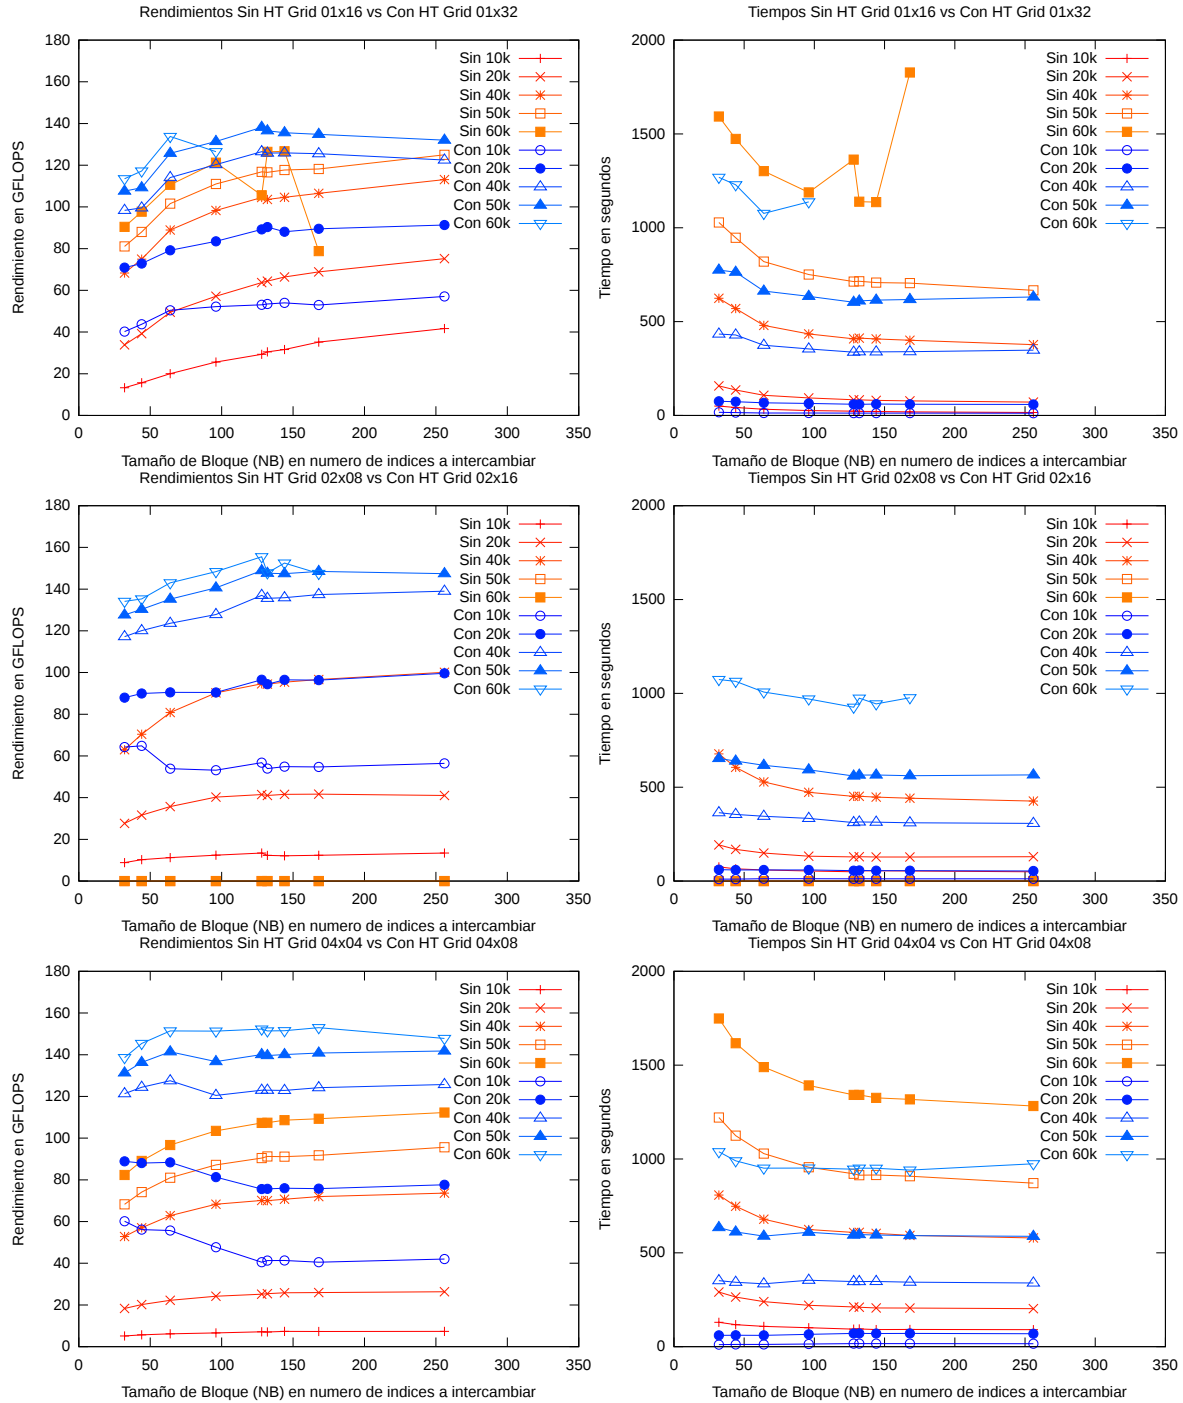 Rendimientos Sin HT Grid 01x16 vs Con HT Grid 01x32
Rendimiento en GFLOPS
180
160
140
120
100
80
60
40
20
0
0 50 100 150 200 250 300 350
Sin 10k
Sin 20k
Sin 40k
Sin 50k
Sin 60k
Con 10k
Con 20k
Con 40k
Con 50k
Con 60k
Tamaño de Bloque (NB) en numero de indices a intercambiar
Tiempos Sin HT Grid 01x16 vs Con HT Grid 01x32
Tiempo en segundos
2000
1500
1000
500
0
0 50 100 150 200 250 300 350
Sin 10k
Sin 20k
Sin 40k
Sin 50k
Sin 60k
Con 10k
Con 20k
Con 40k
Con 50k
Con 60k
Tamaño de Bloque (NB) en numero de indices a intercambiar
Rendimientos Sin HT Grid 02x08 vs Con HT Grid 02x16
Rendimiento en GFLOPS
180
160
140
120
100
80
60
40
20
0
0 50 100 150 200 250 300 350
Sin 10k
Sin 20k
Sin 40k
Sin 50k
Sin 60k
Con 10k
Con 20k
Con 40k
Con 50k
Con 60k
Tamaño de Bloque (NB) en numero de indices a intercambiar
Tiempos Sin HT Grid 02x08 vs Con HT Grid 02x16
Tiempo en segundos
2000
1500
1000
500
0
0 50 100 150 200 250 300 350
Sin 10k
Sin 20k
Sin 40k
Sin 50k
Sin 60k
Con 10k
Con 20k
Con 40k
Con 50k
Con 60k
Tamaño de Bloque (NB) en numero de indices a intercambiar
Rendimientos Sin HT Grid 04x04 vs Con HT Grid 04x08
Rendimiento en GFLOPS
180
160
140
120
100
80
60
40
20
0
0 50 100 150 200 250 300 350
Sin 10k
Sin 20k
Sin 40k
Sin 50k
Sin 60k
Con 10k
Con 20k
Con 40k
Con 50k
Con 60k
Tamaño de Bloque (NB) en numero de indices a intercambiar
Tiempos Sin HT Grid 04x04 vs Con HT Grid 04x08
Tiempo en segundos
2000
1500
1000
500
0
0 50 100 150 200 250 300 350
Sin 10k
Sin 20k
Sin 40k
Sin 50k
Sin 60k
Con 10k
Con 20k
Con 40k
Con 50k
Con 60k
Tamaño de Bloque (NB) en numero de indices a intercambiar